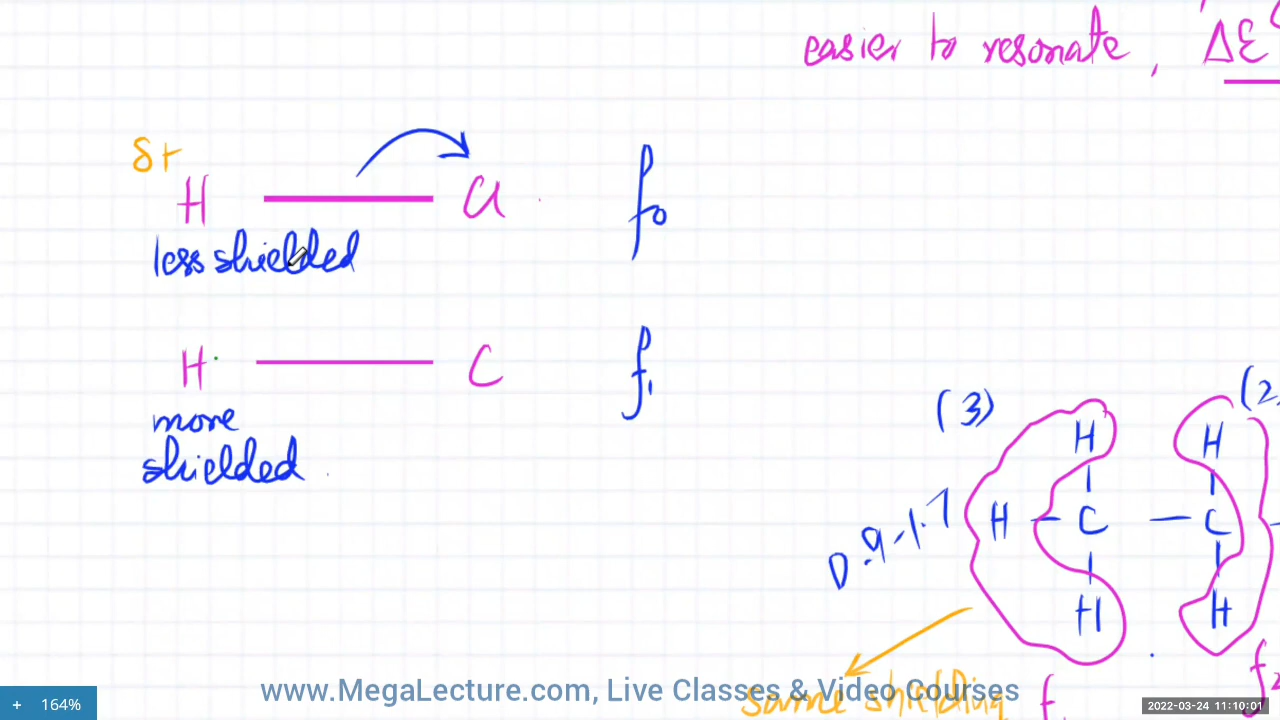 easier to resonate, ΔE
δ+
H Cl f₀
less shielded
H C f₁
more
shielded
(3) (2
H H
0.9-1.7 H - C - C -
H H
same shielding f f₂
www.MegaLecture.com, Live Classes & Video Courses
+ 164%
2022-03-24 11:10:01